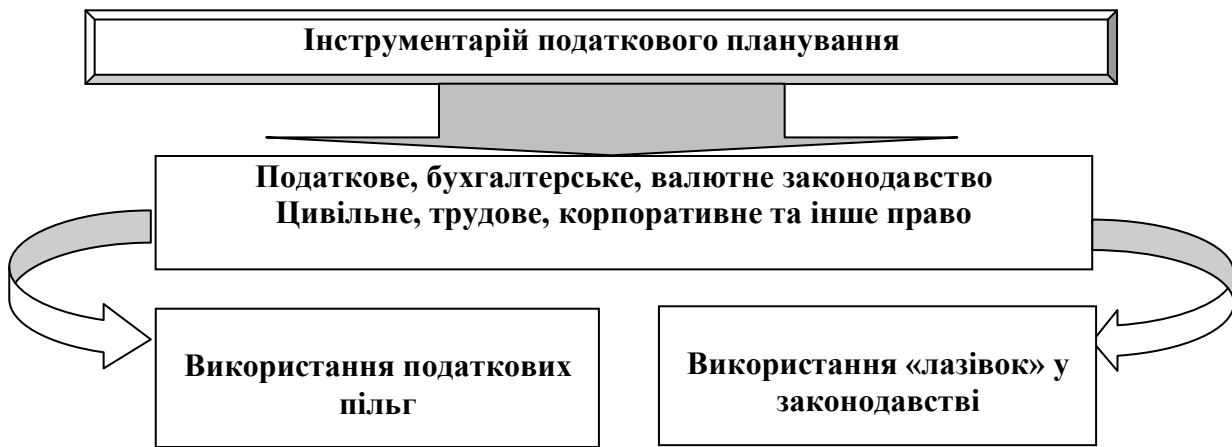 Інструментарій податкового планування
Податкове, бухгалтерське, валютне законодавство
Цивільне, трудове, корпоративне та інше право
Використання податкових
пільг
Використання «лазівок» у
законодавстві